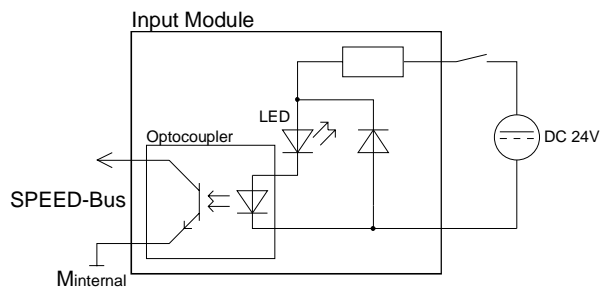 Input Module
LED
Optocoupler
DC 24V
SPEED-Bus
Minternal